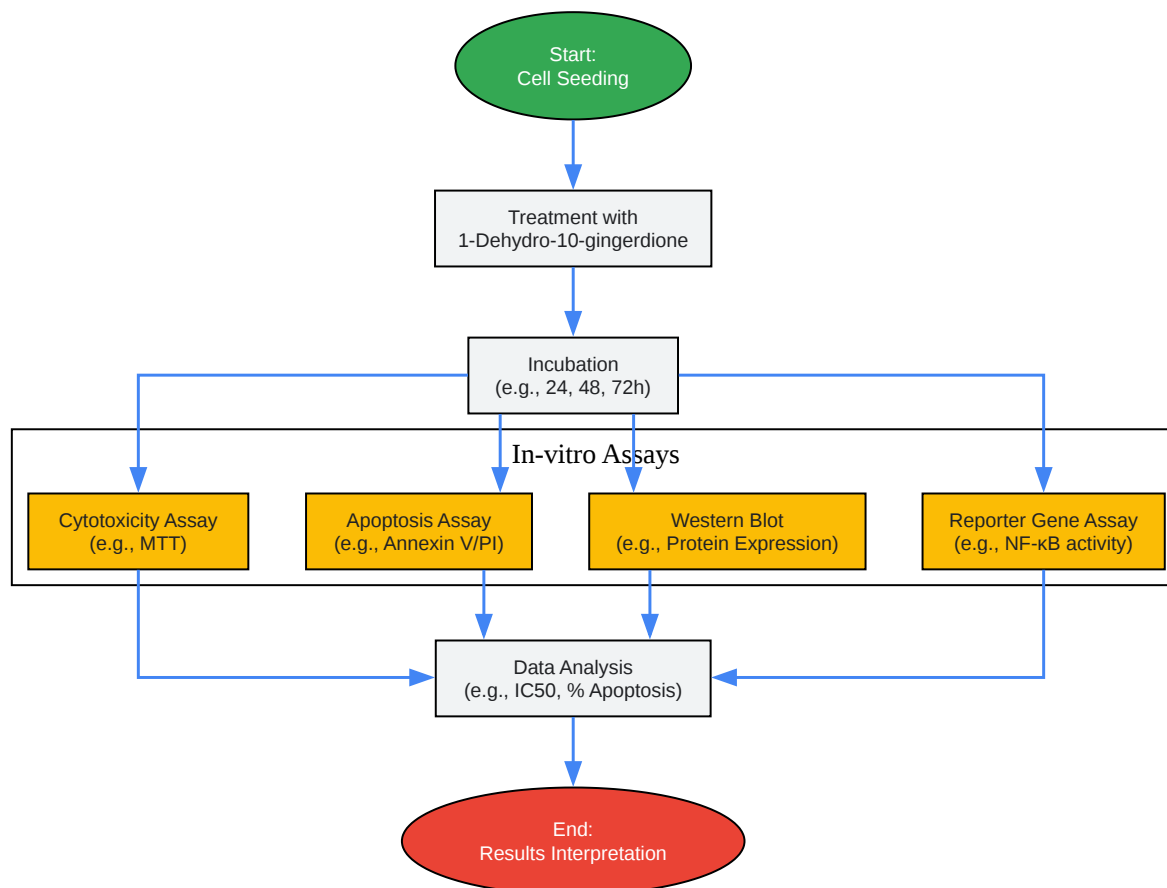 Start:
Cell Seeding
Treatment with
1-Dehydro-10-gingerdione
Incubation
(e.g., 24, 48, 72h)
In-vitro Assays
Cytotoxicity Assay
(e.g., MTT)
Apoptosis Assay
(e.g., Annexin V/PI)
Western Blot
(e.g., Protein Expression)
Reporter Gene Assay
(e.g., NF-κB activity)
Data Analysis
(e.g., IC50, % Apoptosis)
End:
Results Interpretation